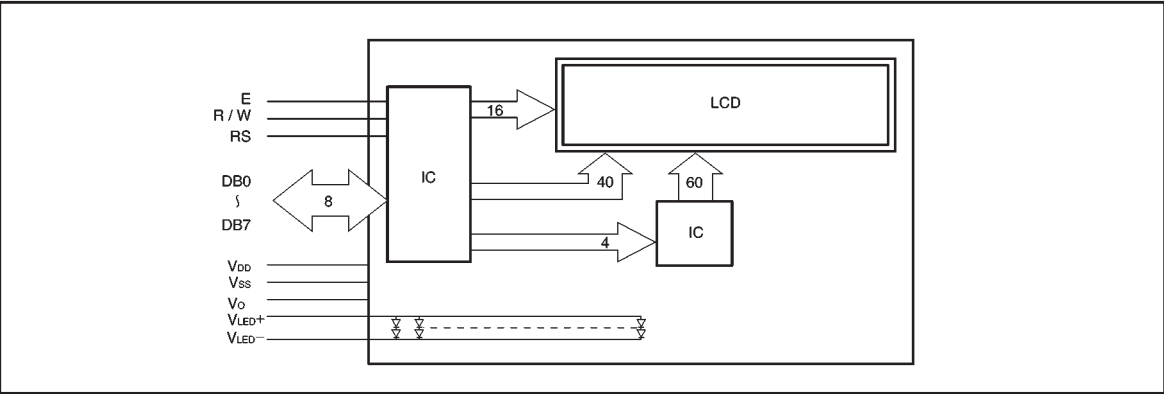 E
R / W
RS
DB0
~
DB7
8
VDD
VSS
VO
VLED+
VLED−
IC
16
40
4
LCD
60
IC